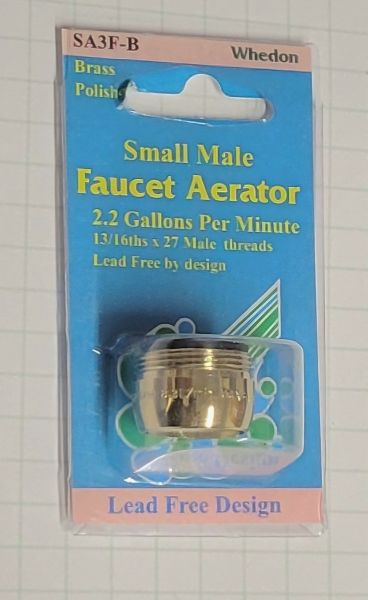 SA3F-B
Whedon
Brass
Polish
Small Male
Faucet Aerator
2.2 Gallons Per Minute
13/16ths x 27 Male threads
Lead Free by design
Lead Free Design